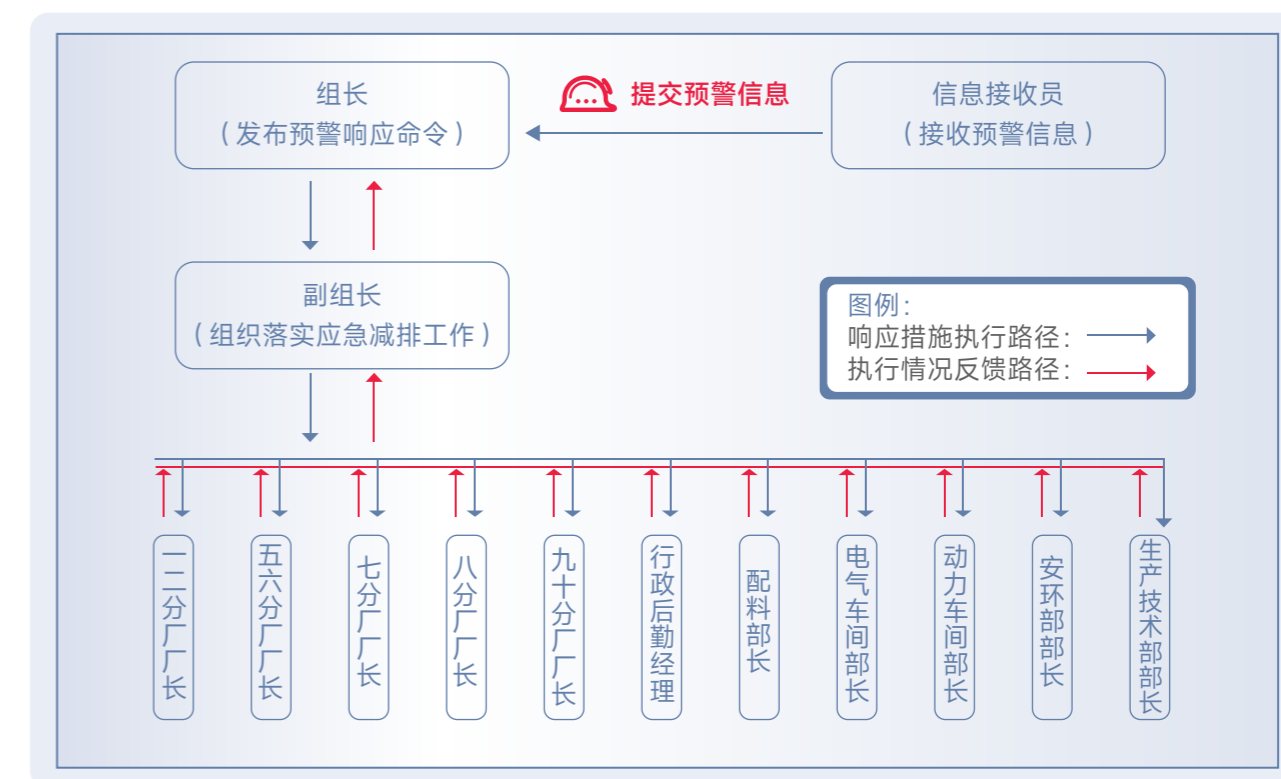 组长
（发布预警响应命令）
提交预警信息
信息接收员
（接收预警信息）
副组长
（组织落实应急减排工作）
图例：
响应措施执行路径：
执行情况反馈路径：
一二分厂厂长
五六分厂厂长
七分厂厂长
八分厂厂长
九十分厂厂长
行政后勤经理
配料部长
电气车间部长
动力车间部长
安环部部长
生产技术部部长